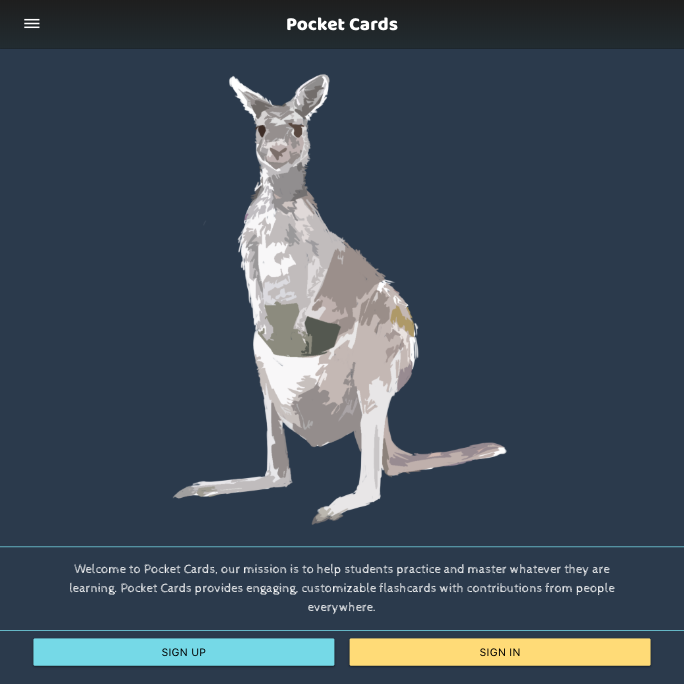 Pocket Cards
Welcome to Pocket Cards, our mission is to help students practice and master whatever they are
learning. Pocket Cards provides engaging, customizable flashcards with contributions from people
everywhere.
SIGN UP
SIGN IN